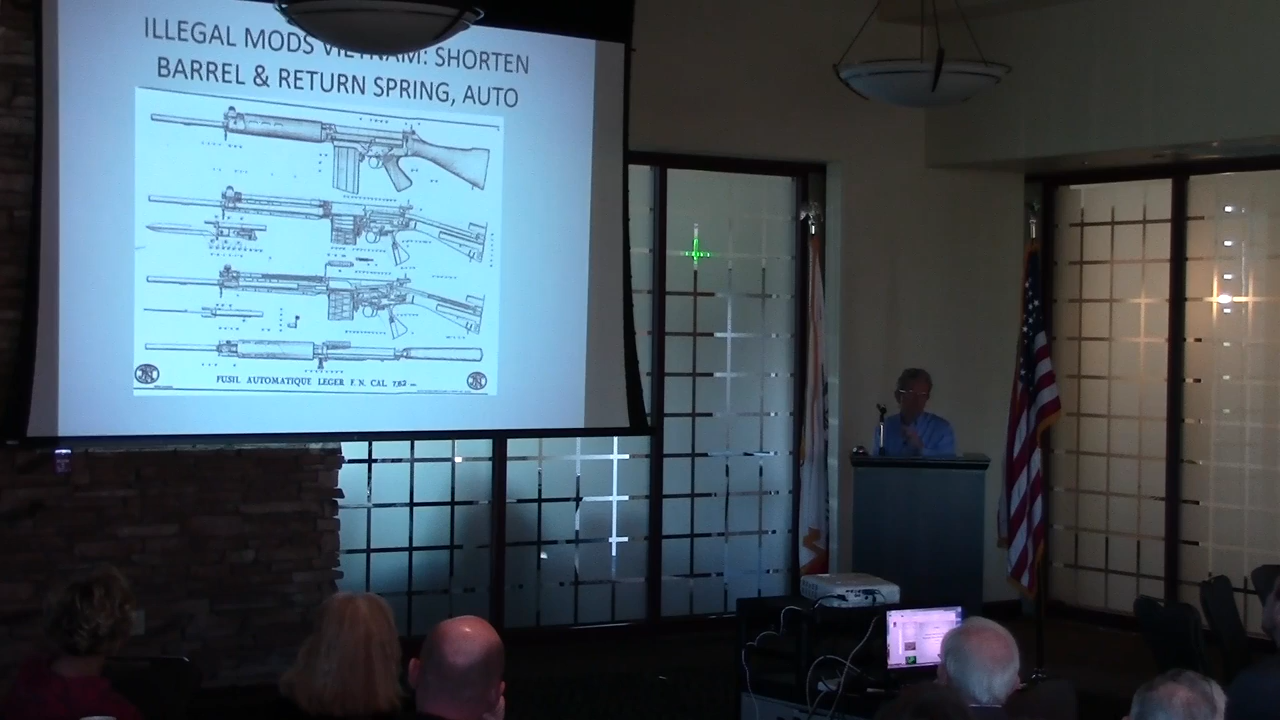 ILLEGAL MODS VIETNAM: SHORTEN
BARREL & RETURN SPRING, AUTO
FUSIL AUTOMATIQUE LEGER F. N. CAL. 7,62